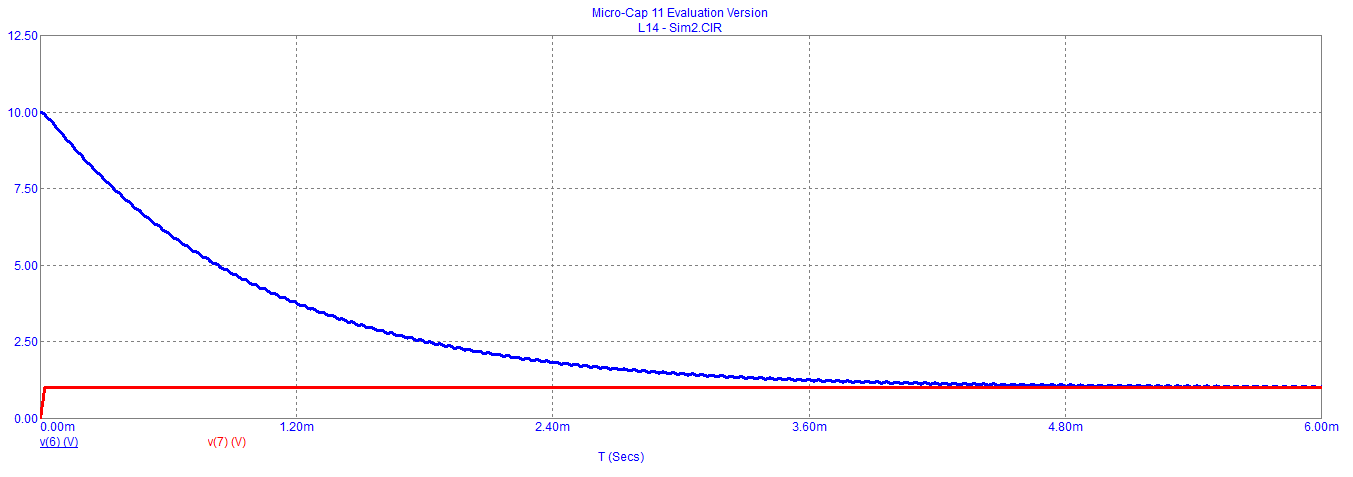 Micro-Cap 11 Evaluation Version
L14 - Sim2.CIR
12.50
10.00
7.50
5.00
2.50
0.00
0.00m 1.20m 2.40m 3.60m 4.80m 6.00m
v(6) (V) v(7) (V)
T (Secs)